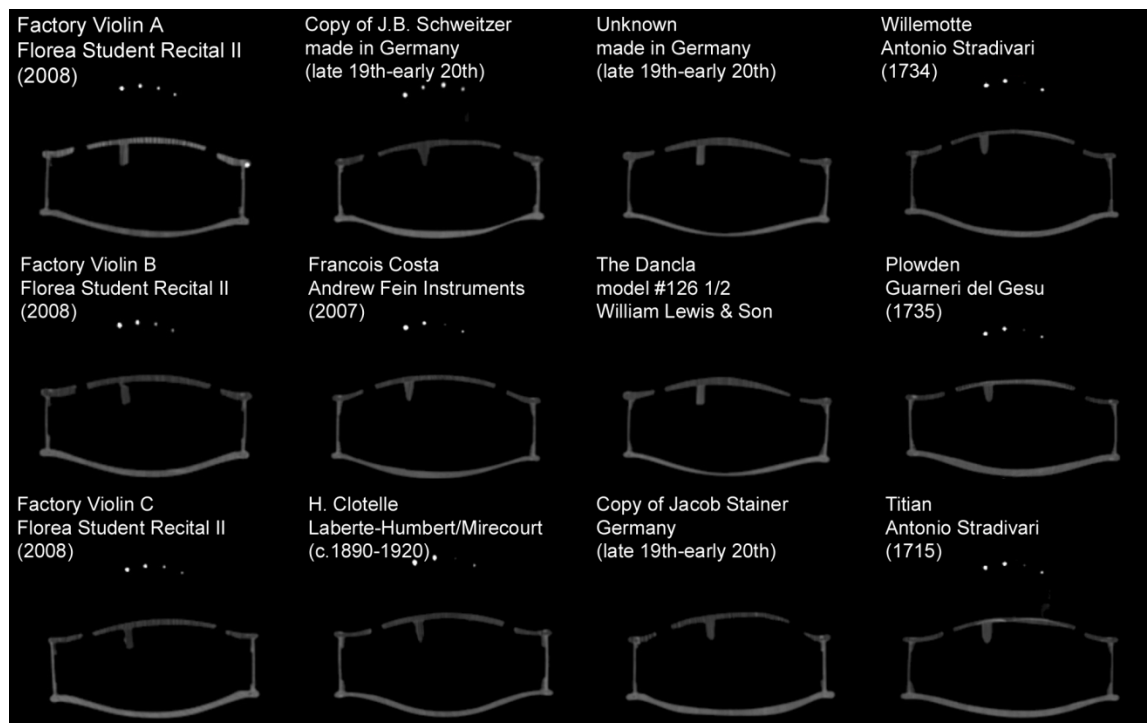 Factory Violin A
Florea Student Recital II
(2008)
Copy of J.B. Schweitzer
made in Germany
(late 19th-early 20th)
Unknown
made in Germany
(late 19th-early 20th)
Willemotte
Antonio Stradivari
(1734)
Factory Violin B
Florea Student Recital II
(2008)
Francois Costa
Andrew Fein Instruments
(2007)
The Dancla
model #126 1/2
William Lewis & Son
Plowden
Guarneri del Gesu
(1735)
Factory Violin C
Florea Student Recital II
(2008)
H. Clotelle
Laberte-Humbert/Mirecourt
(c.1890-1920)
Copy of Jacob Stainer
Germany
(late 19th-early 20th)
Titian
Antonio Stradivari
(1715)